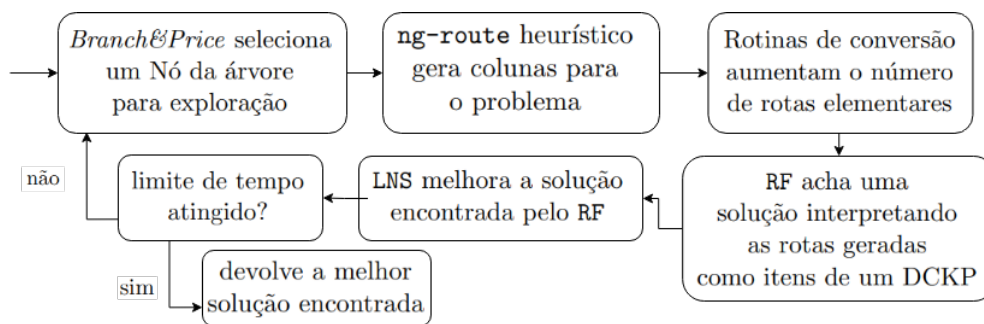 Branch&Price seleciona
um Nó da árvore
para exploração
ng-route heurístico
gera colunas para
o problema
Rotinas de conversão
aumentam o número
de rotas elementares
RF acha uma
solução interpretando
as rotas geradas
como itens de um DCKP
LNS melhora a solução
encontrada pelo RF
limite de tempo
atingido?
não
sim
devolve a melhor
solução encontrada